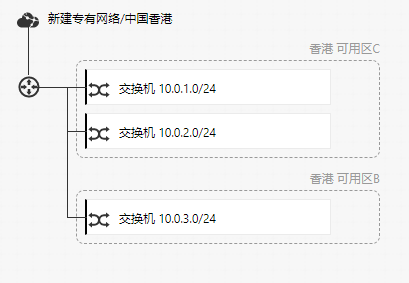 新建专有网络/中国香港
香港 可用区C
交换机 10.0.1.0/24
交换机 10.0.2.0/24
香港 可用区B
交换机 10.0.3.0/24